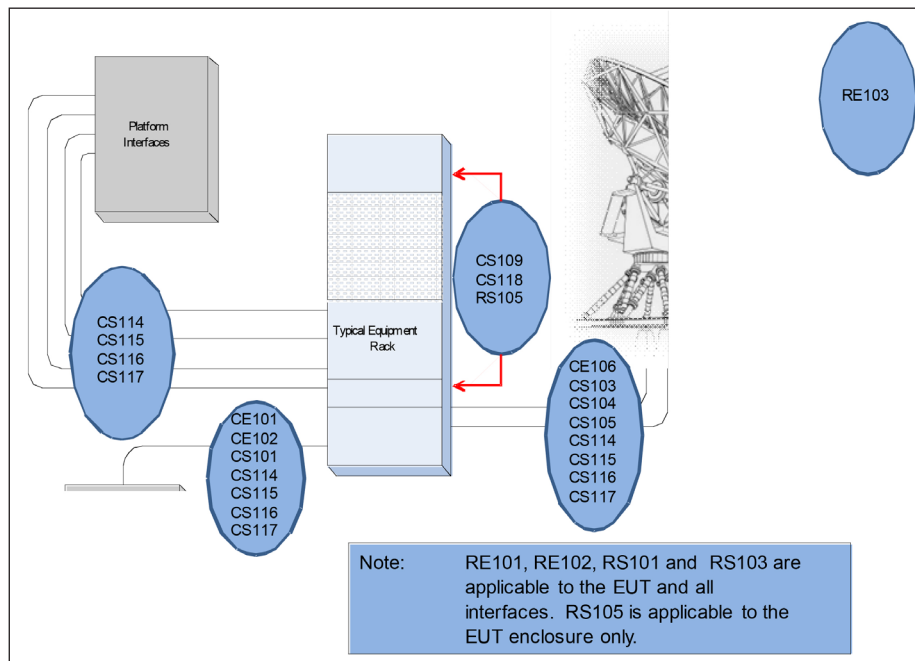 RE103
Platform
Interfaces
CS109
CS118
RS105
Typical Equipment
Rack
CS114
CS115
CS116
CS117
CE106
CS103
CS104
CS105
CS114
CS115
CS116
CS117
CE101
CE102
CS101
CS114
CS115
CS116
CS117
Note: RE101, RE102, RS101 and RS103 are
applicable to the EUT and all
interfaces. RS105 is applicable to the
EUT enclosure only.